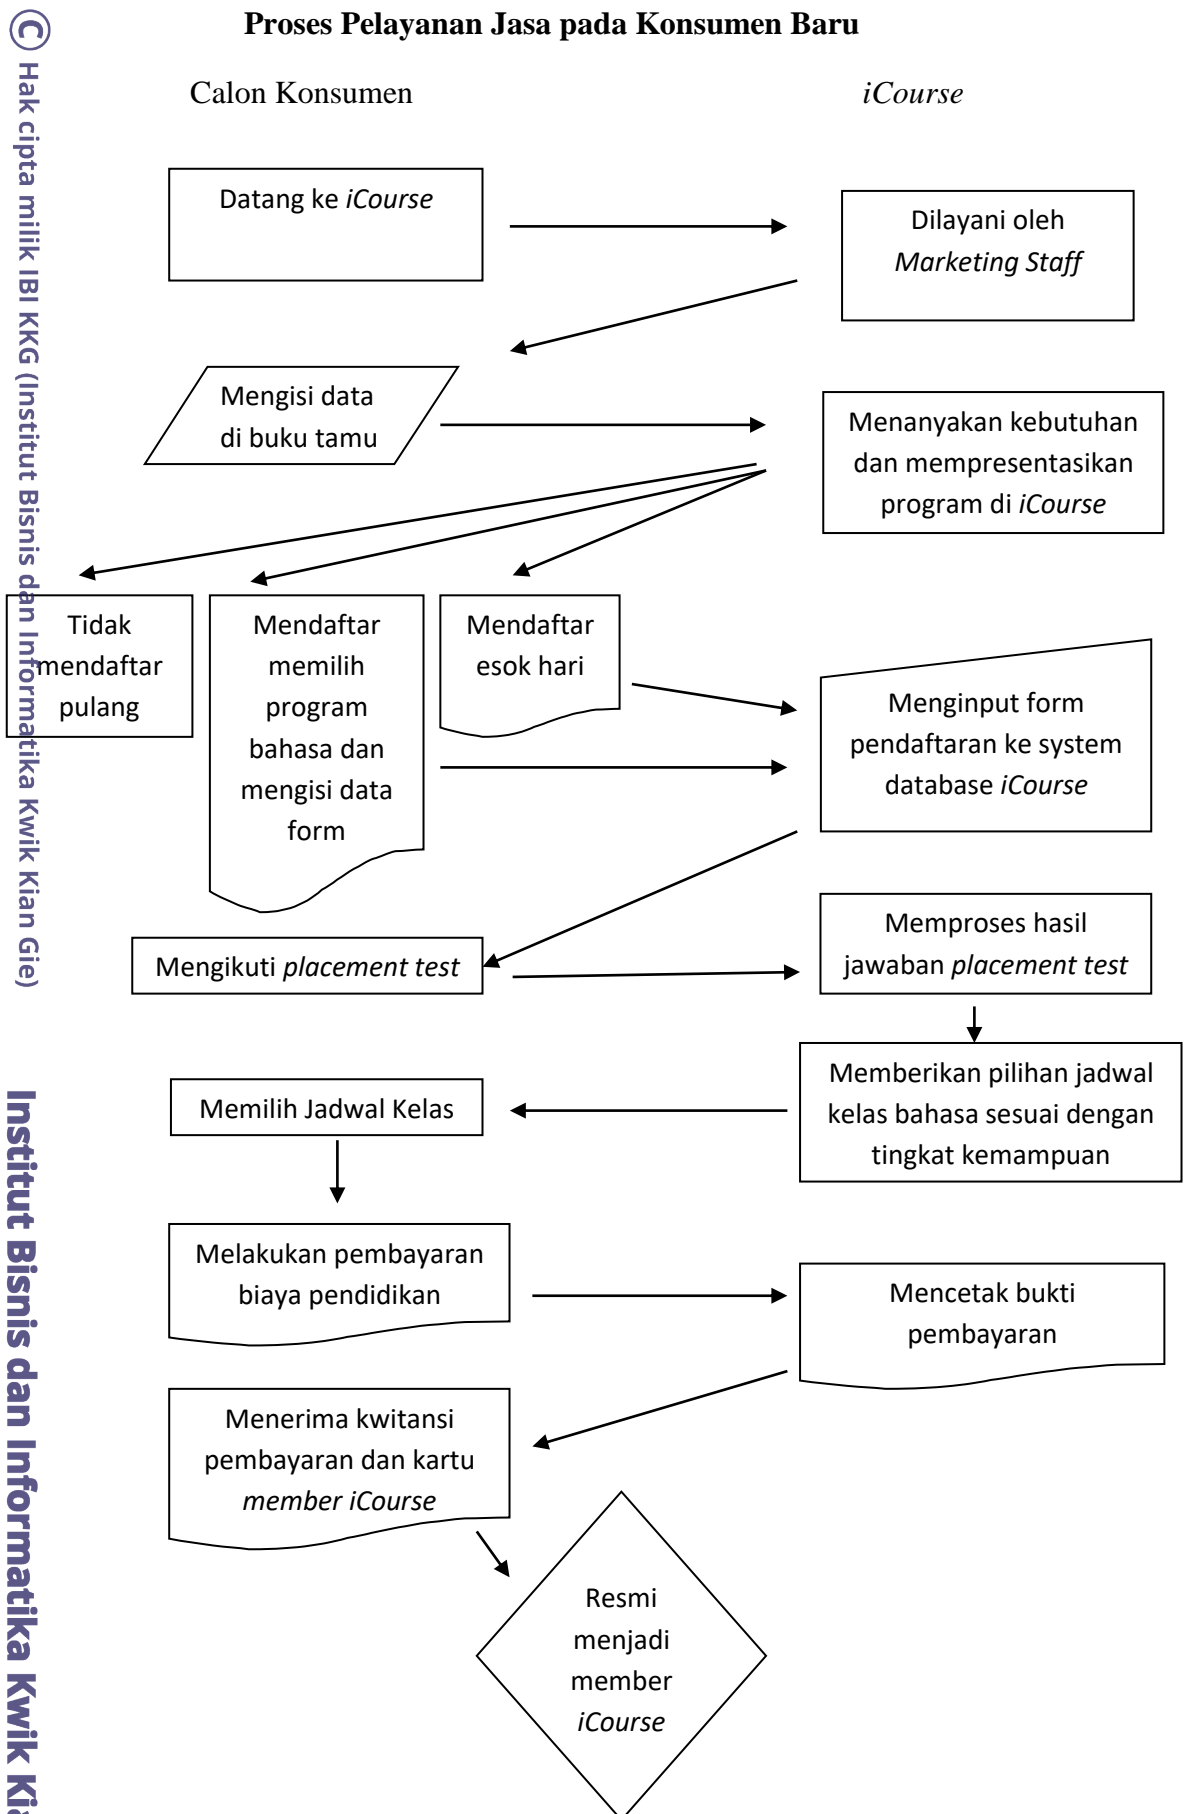 Proses Pelayanan Jasa pada Konsumen Baru
Calon Konsumen
iCourse
Datang ke iCourse
Dilayani oleh
Marketing Staff
Mengisi data
di buku tamu
Menanyakan kebutuhan
dan mempresentasikan
program di iCourse
Tidak
mendaftar
pulang
Mendaftar
memilih
program
bahasa dan
mengisi data
form
Mendaftar
esok hari
Menginput form
pendaftaran ke system
database iCourse
Mengikuti placement test
Memproses hasil
jawaban placement test
Memberikan pilihan jadwal
kelas bahasa sesuai dengan
tingkat kemampuan
Memilih Jadwal Kelas
Melakukan pembayaran
biaya pendidikan
Mencetak bukti
pembayaran
Menerima kwitansi
pembayaran dan kartu
member iCourse
Resmi
menjadi
member
iCourse
© Hak cipta milik IBI KKG (Institut Bisnis dan Informatika Kwik Kian Gie)
Institut Bisnis dan Informatika Kwik